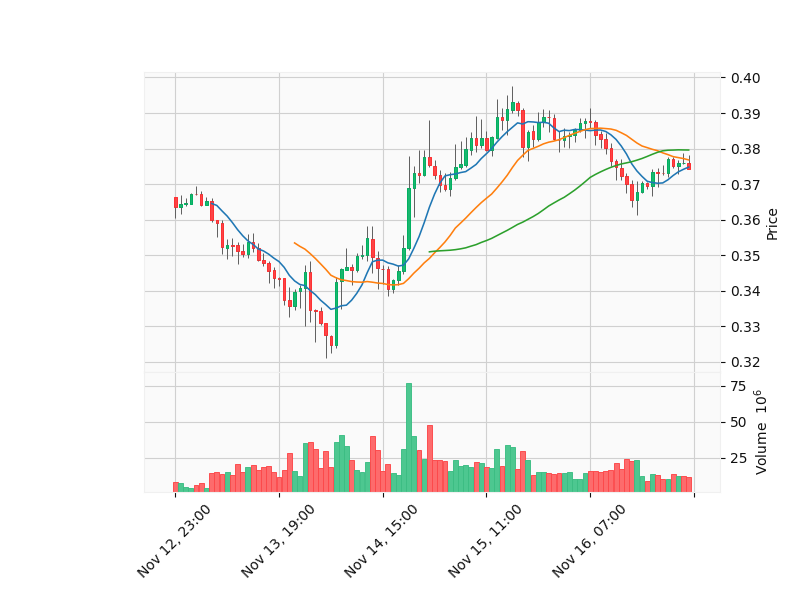 0.40
0.39
0.38
0.37
0.36
0.35
0.34
0.33
0.32
Price
75
50
25
Volume 10⁶
Nov 12, 23:00
Nov 13, 19:00
Nov 14, 15:00
Nov 15, 11:00
Nov 16, 07:00